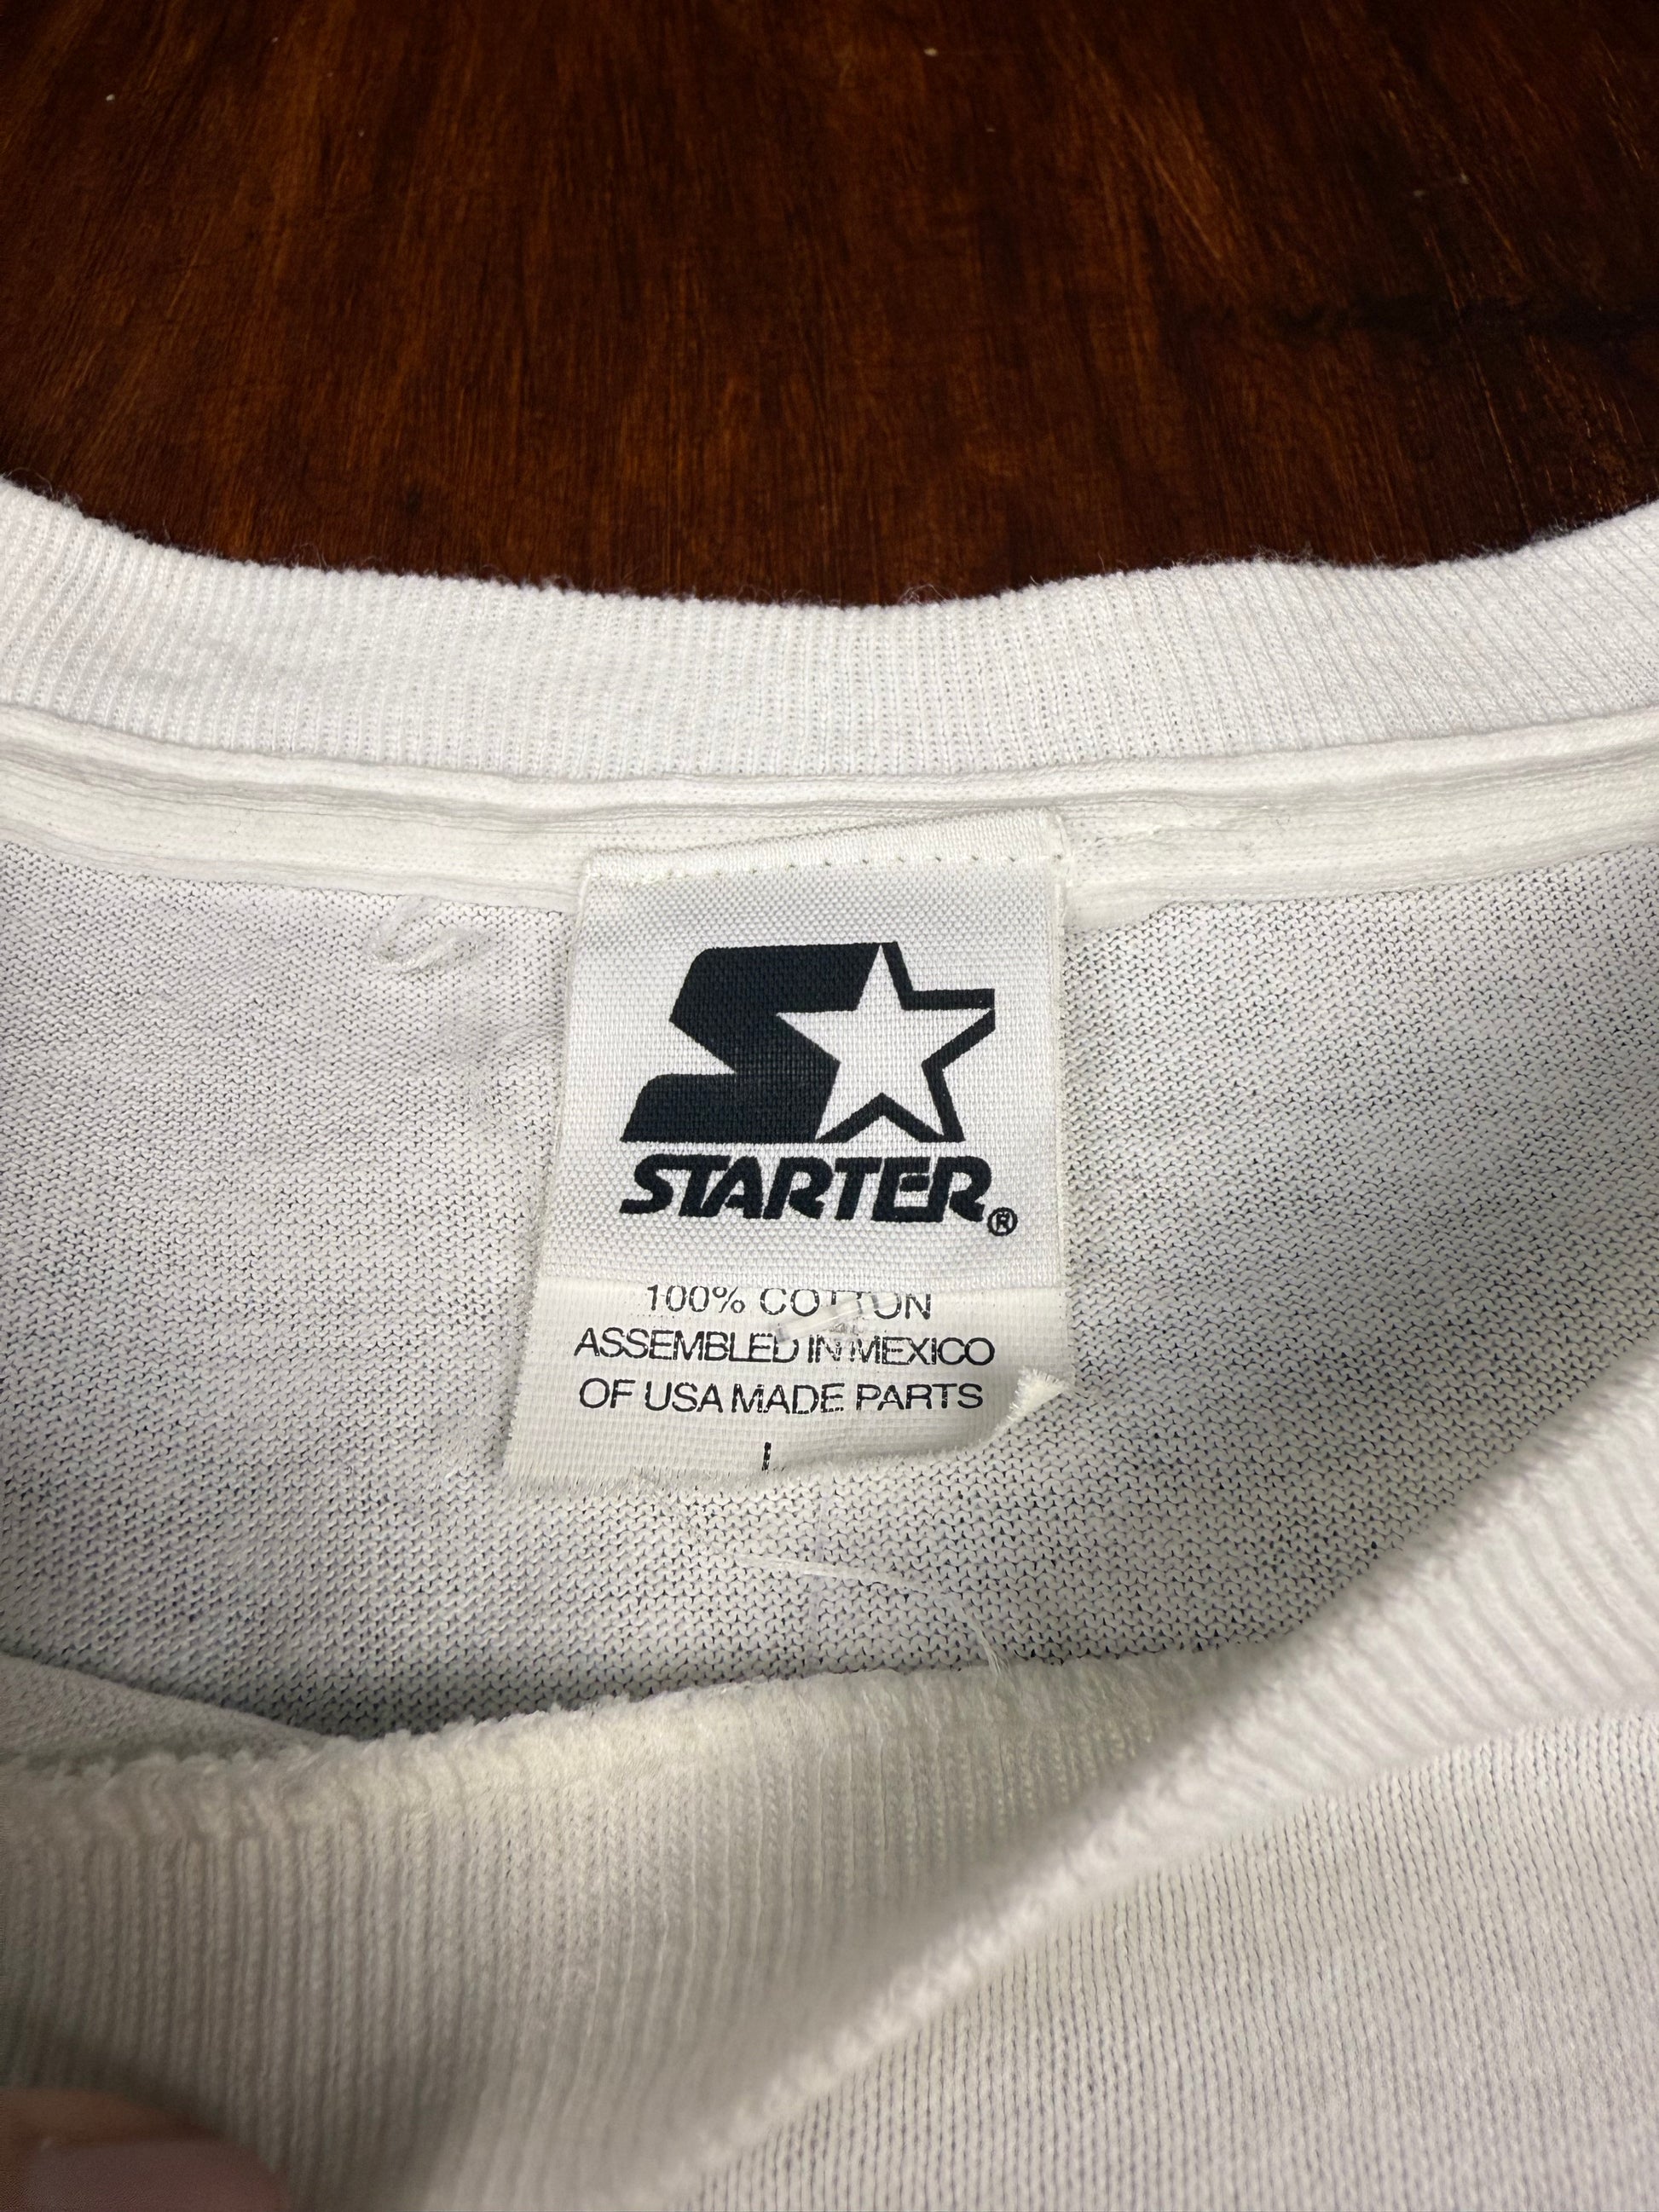 STARTER®
100% COTTON
ASSEMBLED IN MEXICO
OF USA MADE PARTS
L